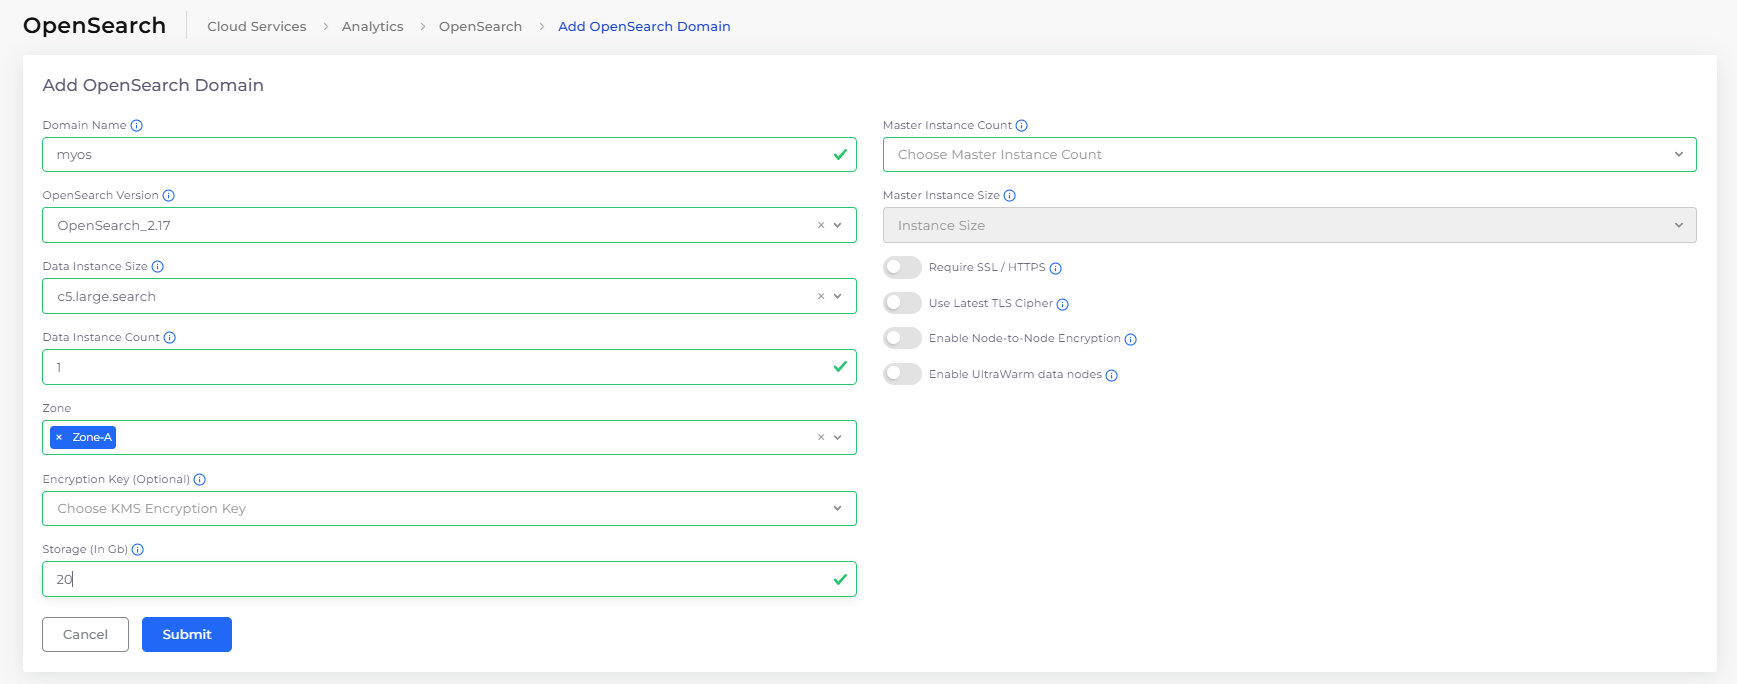 OpenSearch
Cloud Services > Analytics > OpenSearch > Add OpenSearch Domain
Add OpenSearch Domain
Domain Name
myos
OpenSearch Version
OpenSearch_2.17
Data Instance Size
c5.large.search
Data Instance Count
1
Zone
× Zone-A
Encryption Key (Optional)
Choose KMS Encryption Key
Storage (In Gb)
20
Cancel
Submit
Master Instance Count
Choose Master Instance Count
Master Instance Size
Instance Size
Require SSL / HTTPS
Use Latest TLS Cipher
Enable Node-to-Node Encryption
Enable UltraWarm data nodes